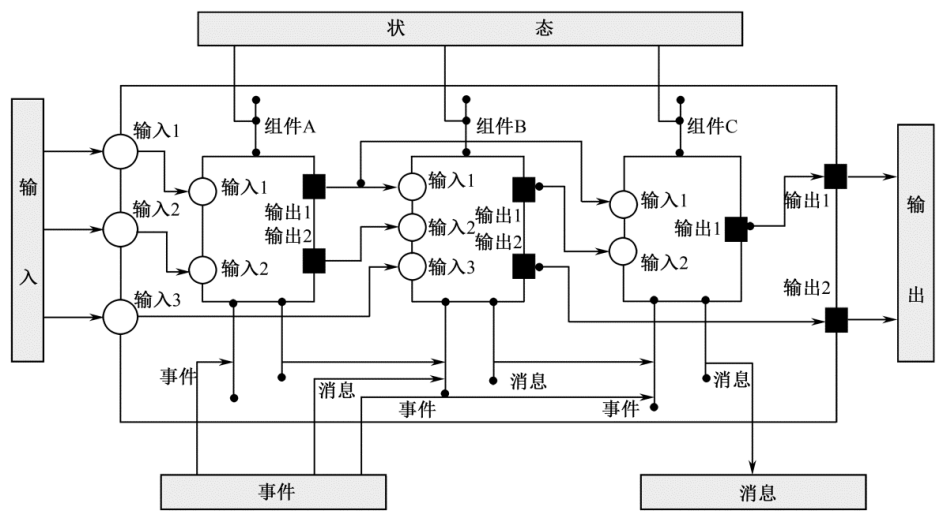 状 态
组件A
组件B
组件C
输入
输入1
输入2
输入3
输入1
输入2
输出1
输出2
输入1
输入2
输入3
输出1
输出2
输入1
输入2
输出1
输出1
输出2
输出
事件
消息
事件
消息
事件
消息
事件
消息